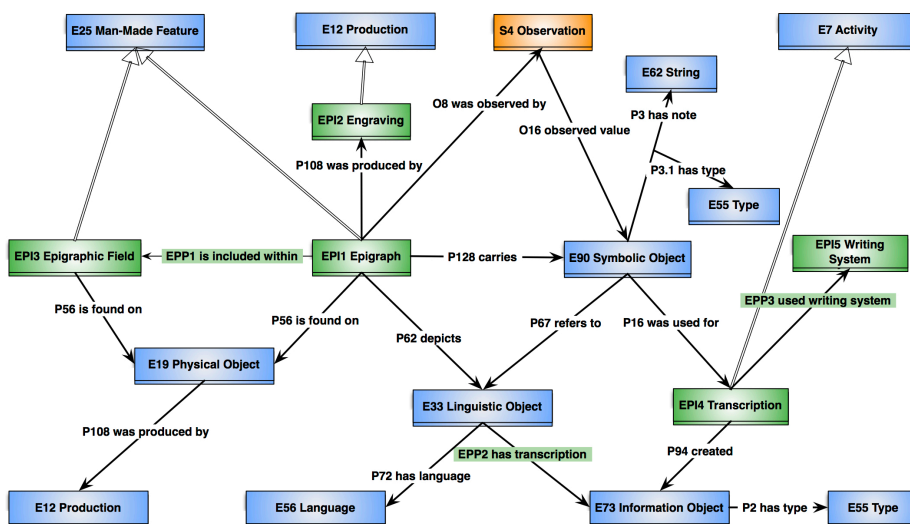 E25 Man-Made Feature
E12 Production
S4 Observation
E7 Activity
E62 String
O8 was observed by
EPI2 Engraving
P3 has note
O16 observed value
P108 was produced by
P3.1 has type
E55 Type
EPI3 Epigraphic Field
EPP1 is included within
EPI1 Epigraph
P128 carries
E90 Symbolic Object
EPI5 Writing
System
EPP3 used writing system
P56 is found on
P56 is found on
P62 depicts
P67 refers to
P16 was used for
E19 Physical Object
E33 Linguistic Object
EPI4 Transcription
P108 was produced by
EPP2 has transcription
P94 created
P72 has language
E12 Production
E56 Language
E73 Information Object
P2 has type
E55 Type